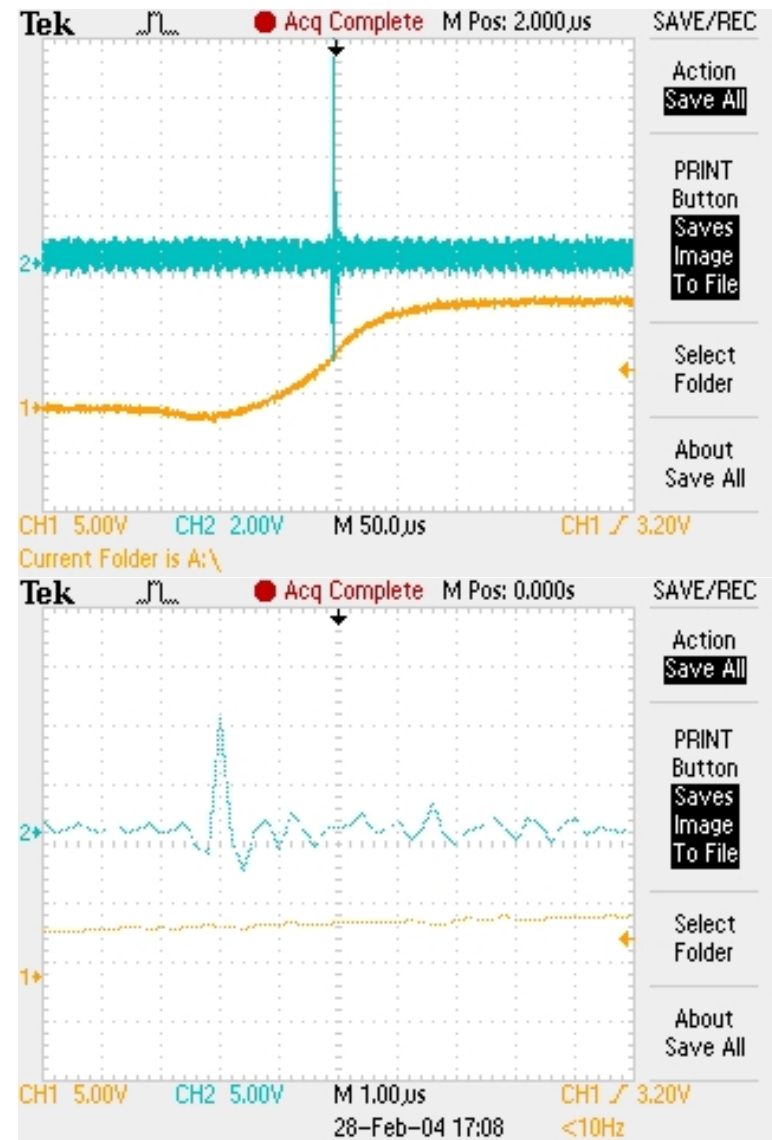 Tek Acq Complete M Pos: 2.000µs SAVE/REC
Action
Save All
PRINT
Button
Saves
Image
To File
Select
Folder
About
Save All
2
1
CH1 5.00V CH2 2.00V M 50.0µs CH1 3.20V
Current Folder is A:\
Tek Acq Complete M Pos: 0.000s SAVE/REC
Action
Save All
PRINT
Button
Saves
Image
To File
Select
Folder
About
Save All
2
1
CH1 5.00V CH2 5.00V M 1.00µs CH1 3.20V
28-Feb-04 17:08 <10Hz